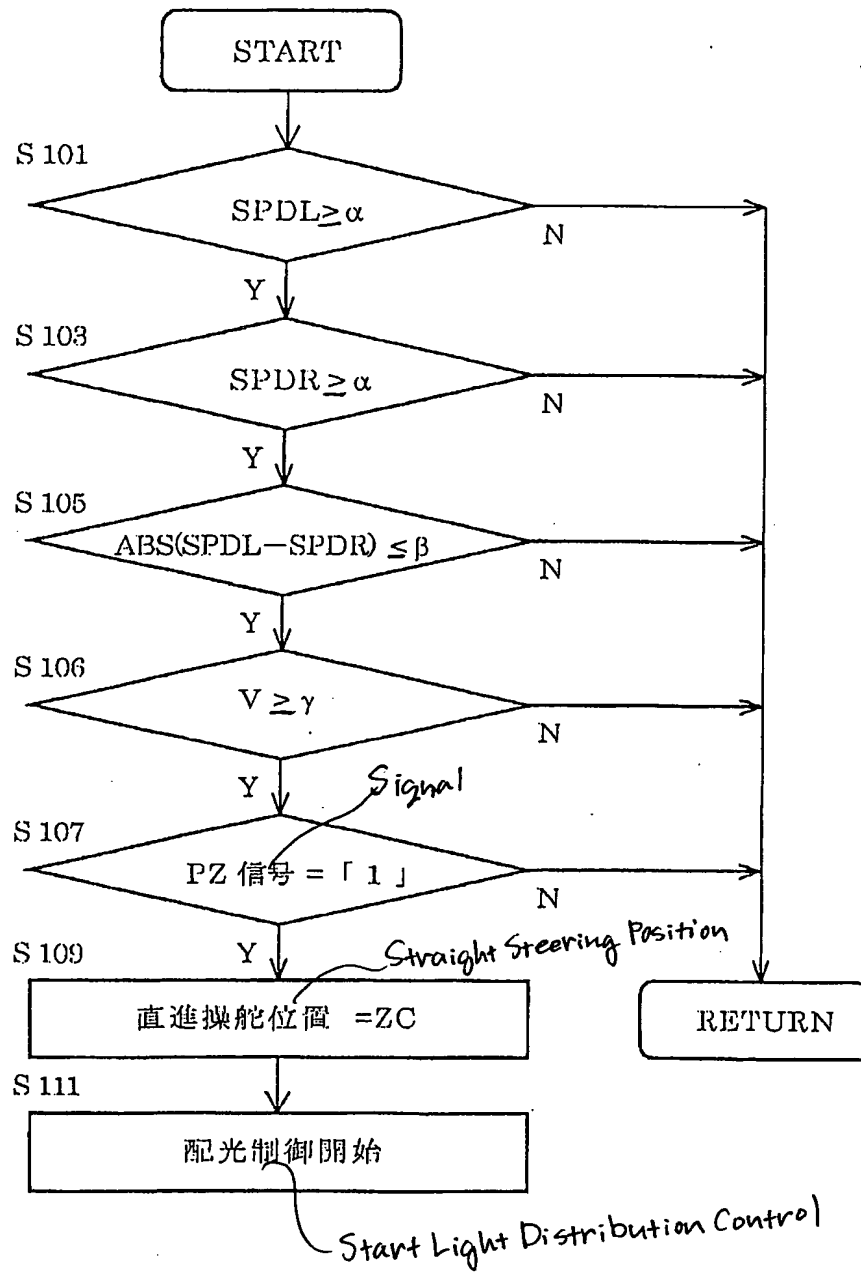 START
S 101
SPDL≥α
N
Y
S 103
SPDR≥α
N
Y
S 105
ABS(SPDL−SPDR) ≤ β
N
Y
S 106
V ≥ γ
N
Y
Signal
S 107
PZ 信号 = 「 1 」
N
Y
S 109
Straight Steering Position
直進操舵位置 =ZC
RETURN
S 111
配光制御開始
Start Light Distribution Control